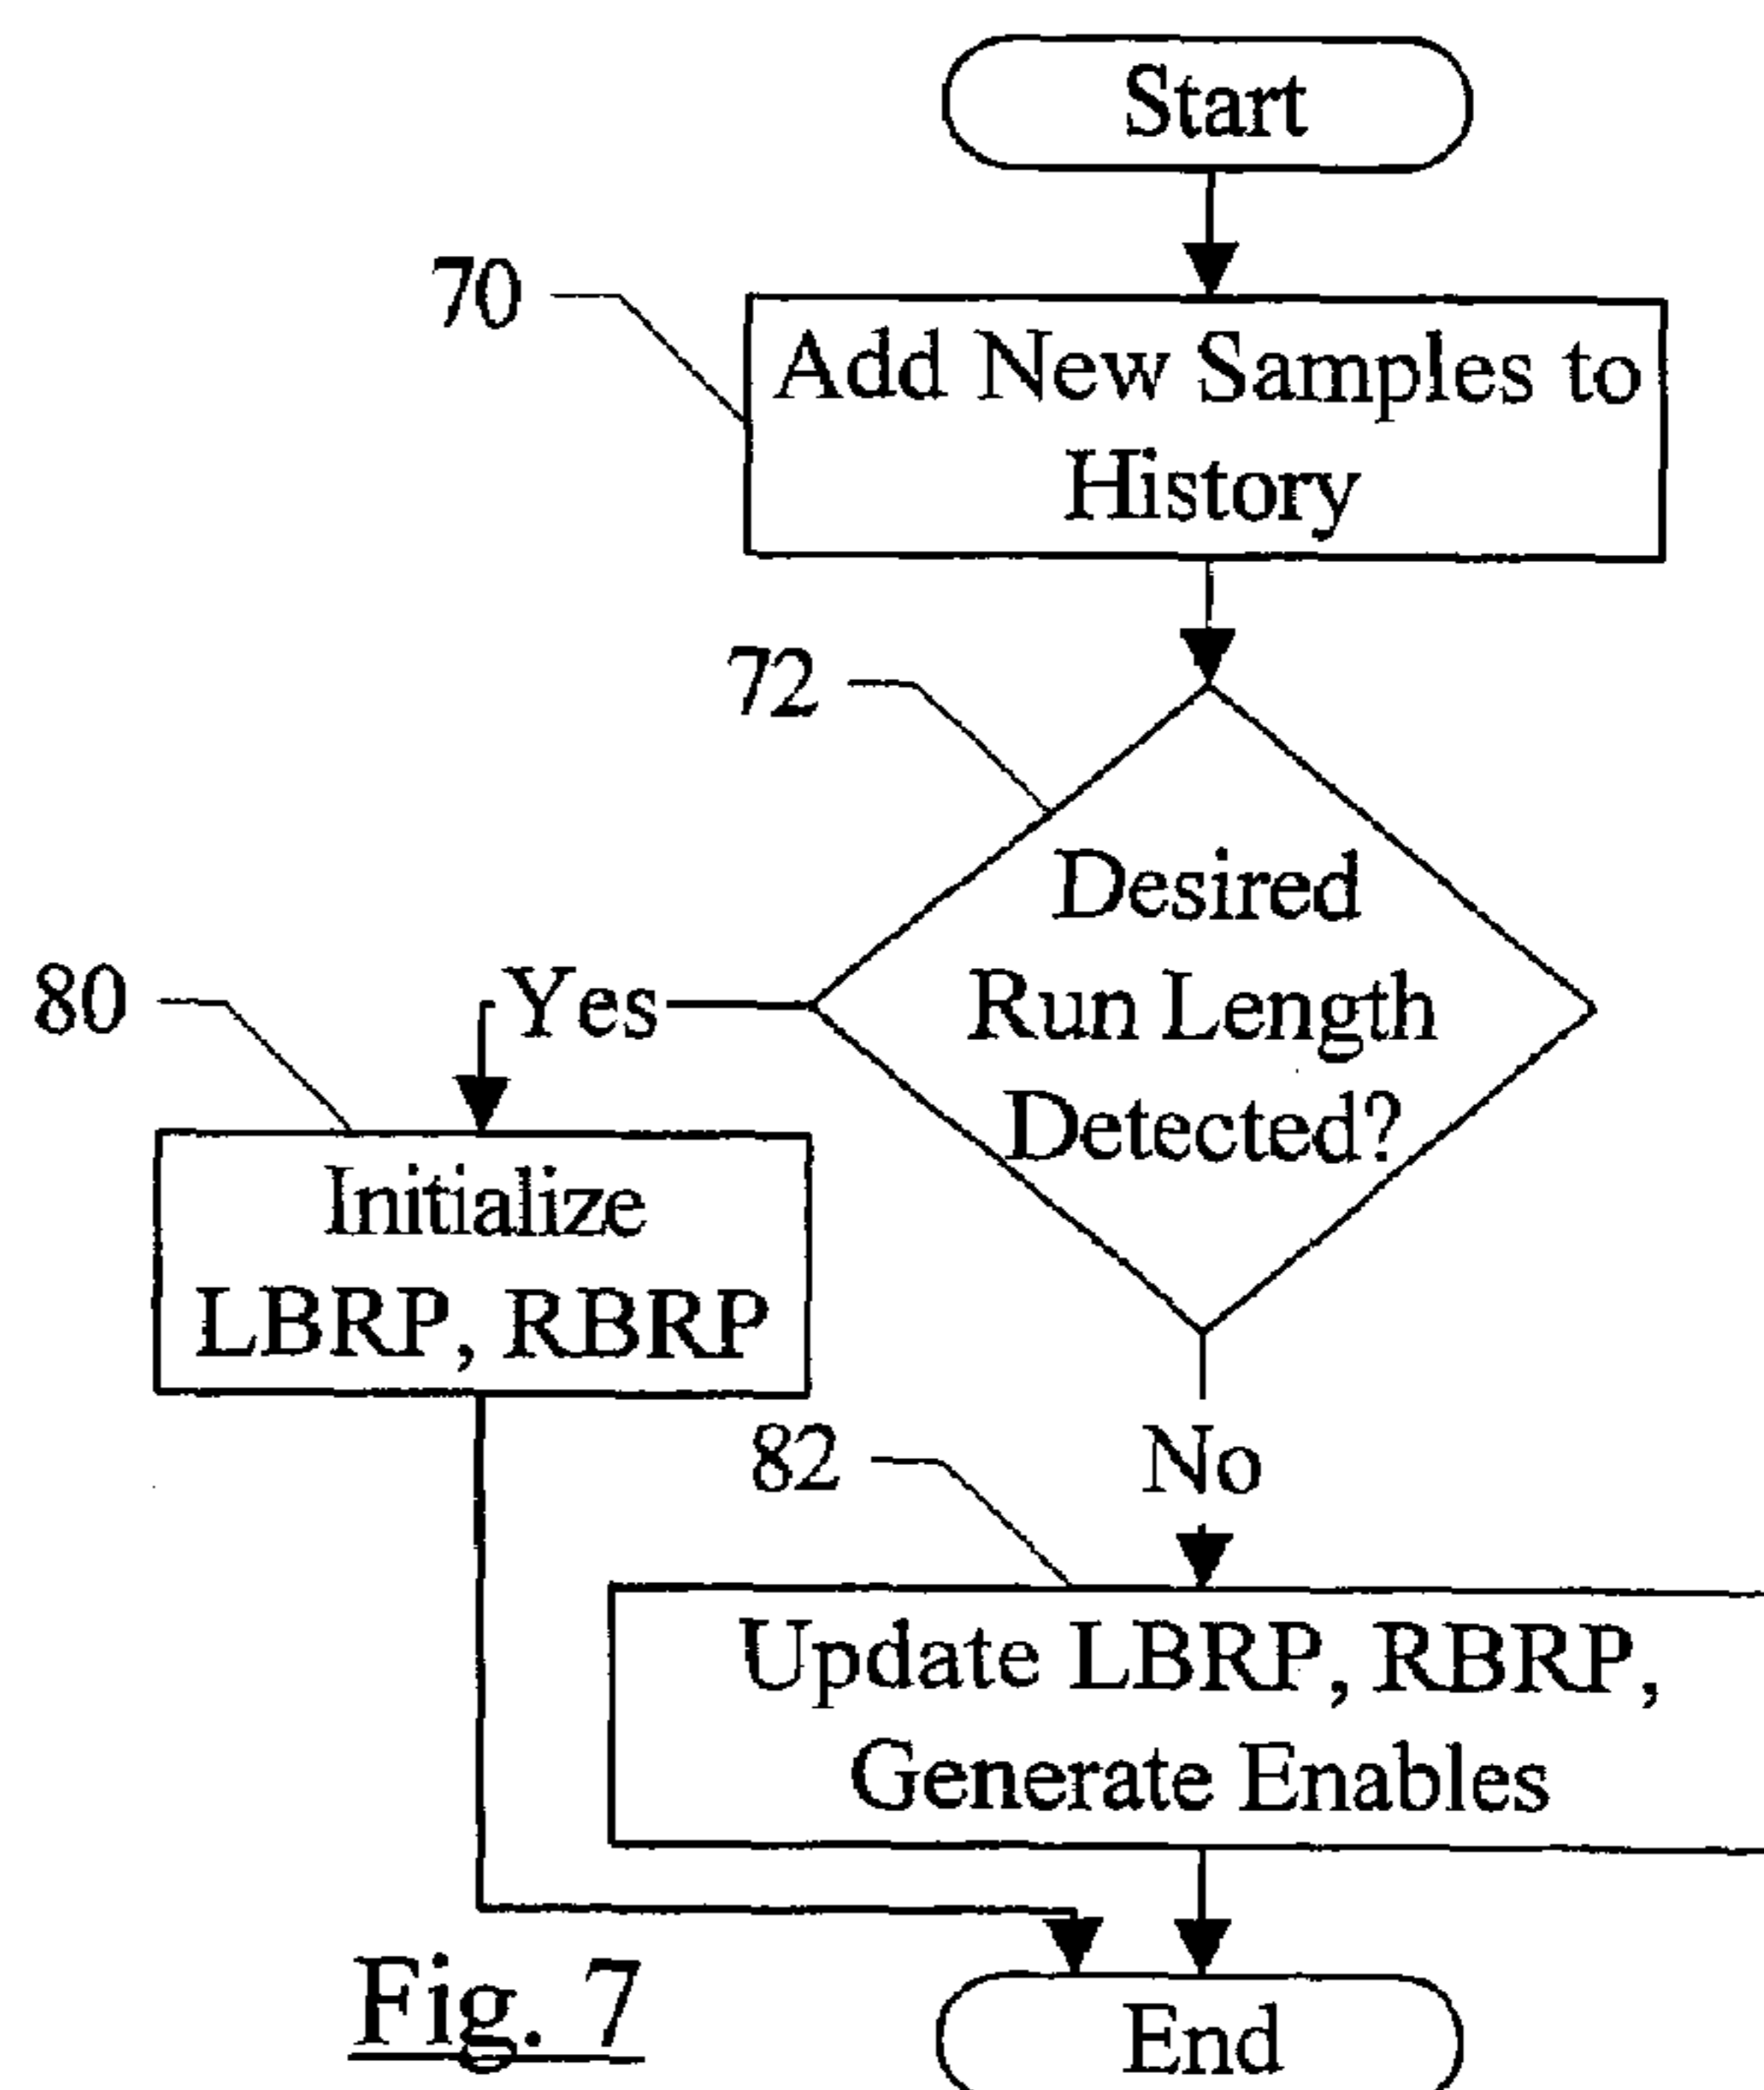 Start
70
Add New Samples to
History
72
Desired
Run Length
Detected?
Yes
80
Initialize
LBRP, RBRP
No
82
Update LBRP, RBRP,
Generate Enables
End
Fig. 7